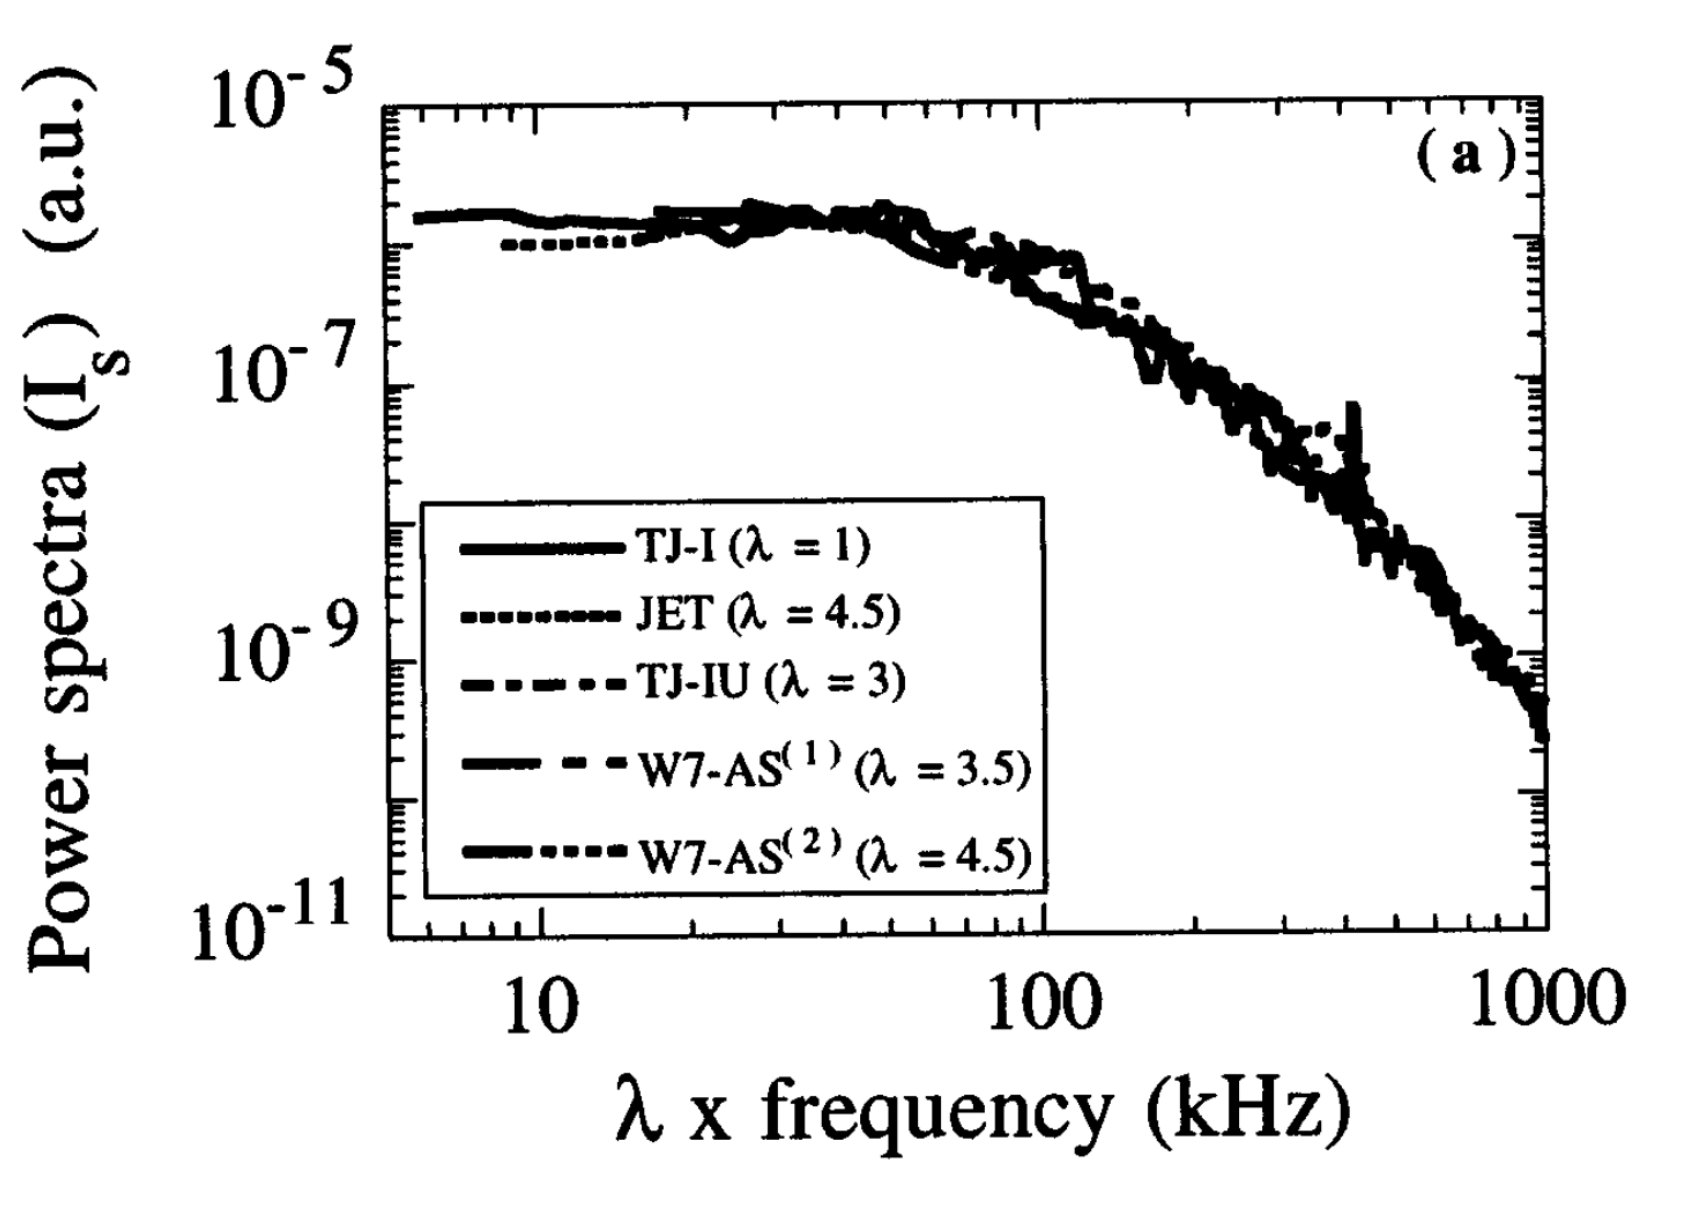 Power spectra (I_s) (a.u.)
10^-5
10^-7
10^-9
10^-11
(a)
TJ-I (λ = 1)
JET (λ = 4.5)
TJ-IU (λ = 3)
W7-AS^(1) (λ = 3.5)
W7-AS^(2) (λ = 4.5)
10 100 1000
λ x frequency (kHz)